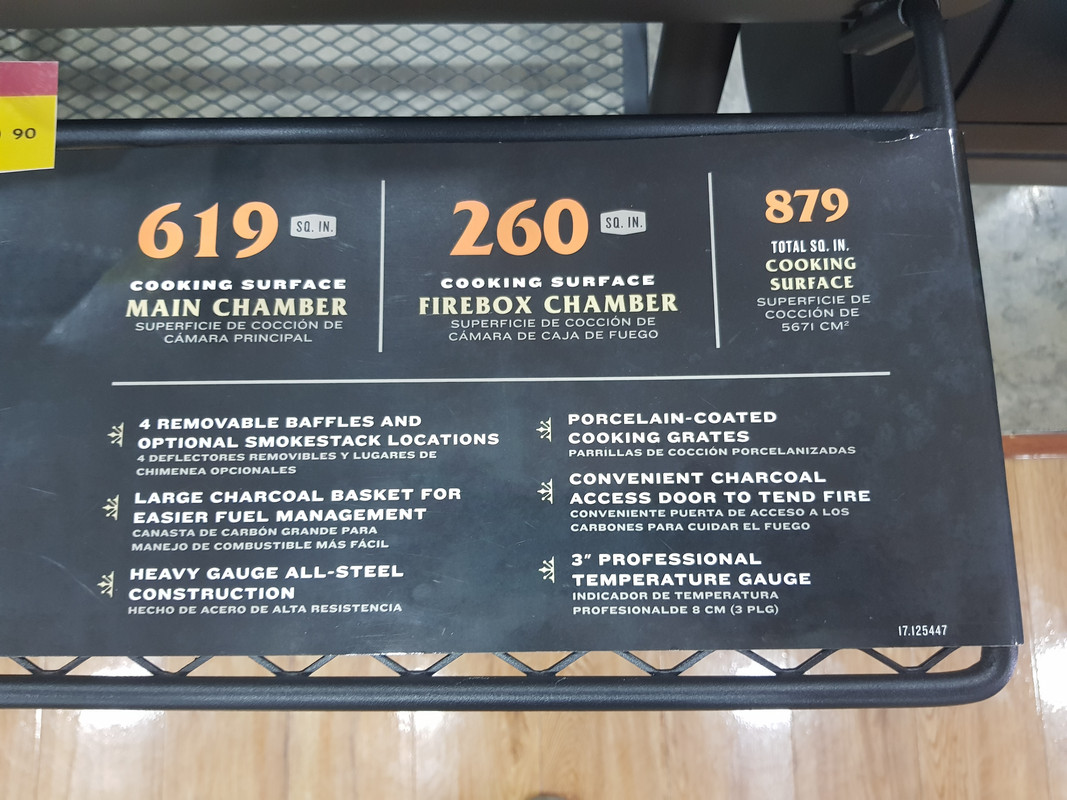 90
619 SQ. IN.
COOKING SURFACE
MAIN CHAMBER
SUPERFICIE DE COCCIÓN DE
CÁMARA PRINCIPAL
260 SQ. IN.
COOKING SURFACE
FIREBOX CHAMBER
SUPERFICIE DE COCCIÓN DE
CÁMARA DE CAJA DE FUEGO
879
TOTAL SQ. IN.
COOKING
SURFACE
SUPERFICIE DE
COCCIÓN DE
5671 CM²
4 REMOVABLE BAFFLES AND
OPTIONAL SMOKESTACK LOCATIONS
4 DEFLECTORES REMOVIBLES Y LUGARES DE
CHIMENEA OPCIONALES
LARGE CHARCOAL BASKET FOR
EASIER FUEL MANAGEMENT
CANASTA DE CARBÓN GRANDE PARA
MANEJO DE COMBUSTIBLE MÁS FÁCIL
HEAVY GAUGE ALL-STEEL
CONSTRUCTION
HECHO DE ACERO DE ALTA RESISTENCIA
PORCELAIN-COATED
COOKING GRATES
PARRILLAS DE COCCIÓN PORCELANIZADAS
CONVENIENT CHARCOAL
ACCESS DOOR TO TEND FIRE
CONVENIENTE PUERTA DE ACCESO A LOS
CARBONES PARA CUIDAR EL FUEGO
3" PROFESSIONAL
TEMPERATURE GAUGE
INDICADOR DE TEMPERATURA
PROFESIONALDE 8 CM (3 PLG)
17.125447